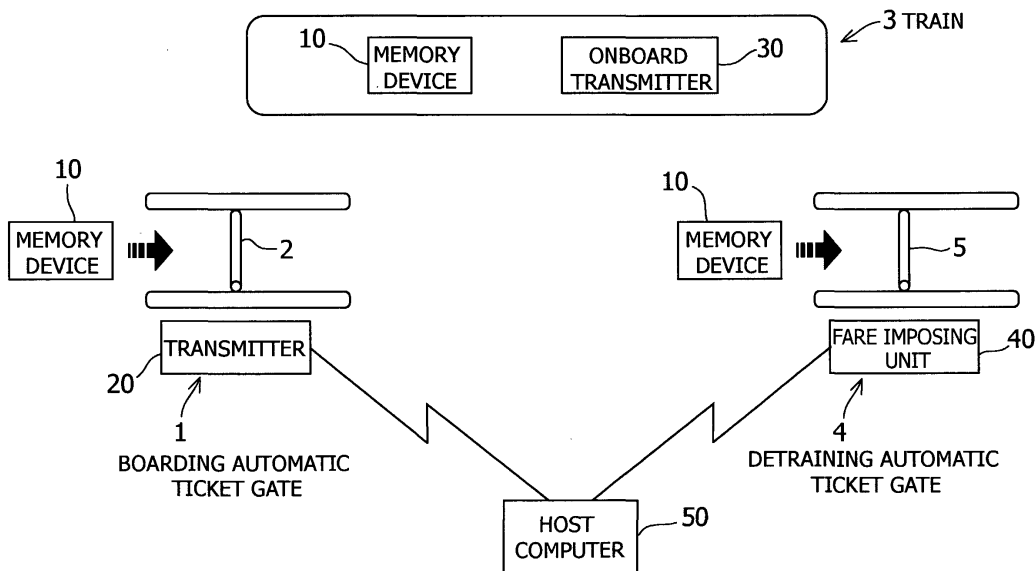 3 TRAIN
10
MEMORY
DEVICE
ONBOARD
TRANSMITTER
30
10
MEMORY
DEVICE
2
10
MEMORY
DEVICE
5
TRANSMITTER
20
1
BOARDING AUTOMATIC
TICKET GATE
FARE IMPOSING
UNIT
40
4
DETRAINING AUTOMATIC
TICKET GATE
HOST
COMPUTER
50